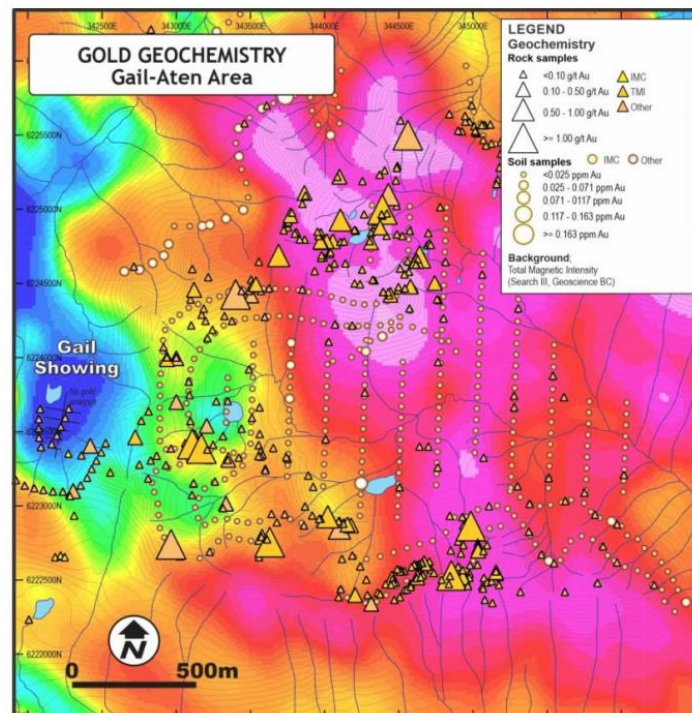 342500E 343000E 343500E 344000E 344500E 345000E
GOLD GEOCHEMISTRY
Gail-Aten Area
LEGEND
Geochemistry
Rock samples
<0.10 g/t Au
0.10 - 0.50 g/t Au
0.50 - 1.00 g/t Au
>= 1.00 g/t Au
IMC
TMI
Other
Soil samples
IMC
Other
<0.025 ppm Au
0.025 - 0.071 ppm Au
0.071 - 0117 ppm Au
0.117 - 0.163 ppm Au
>= 0.163 ppm Au
Background;
Total Magnetic Intensity
(Search III, Geoscience BC)
6225500N
6225000N
6224500N
6224000N
Gail
Showing
No gold
analysis
6223500N
6223000N
6222500N
6222000N
N
0 500m